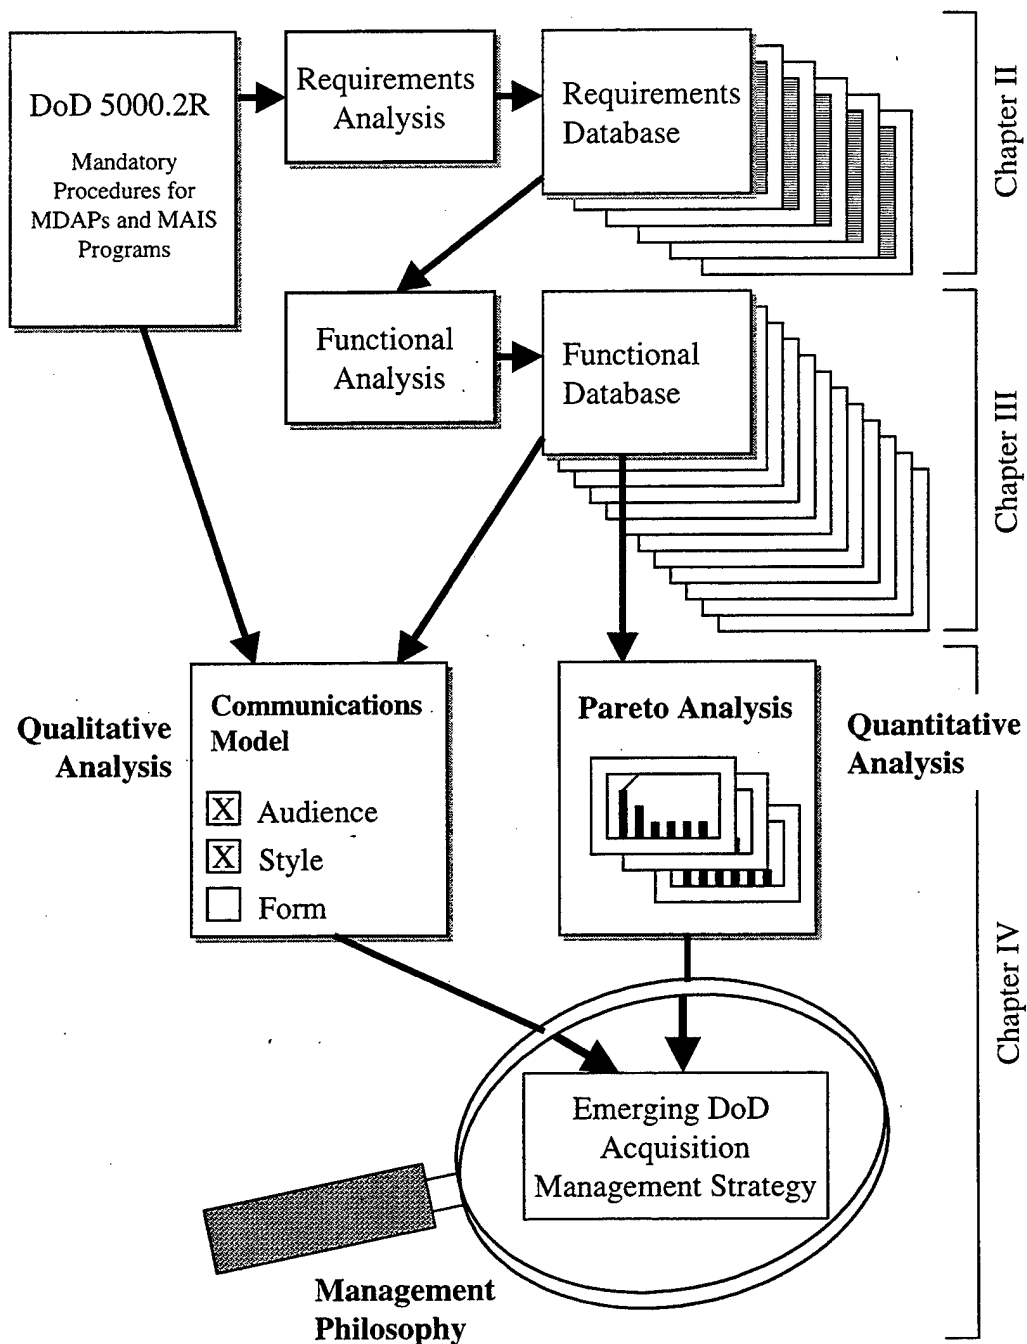 DoD 5000.2R
Mandatory
Procedures for
MDAPs and MAIS
Programs
Requirements
Analysis
Requirements
Database
Chapter II
Functional
Analysis
Functional
Database
Chapter III
Qualitative
Analysis
Communications
Model
X Audience
X Style
Form
Pareto Analysis
Quantitative
Analysis
Chapter IV
Emerging DoD
Acquisition
Management Strategy
Management
Philosophy